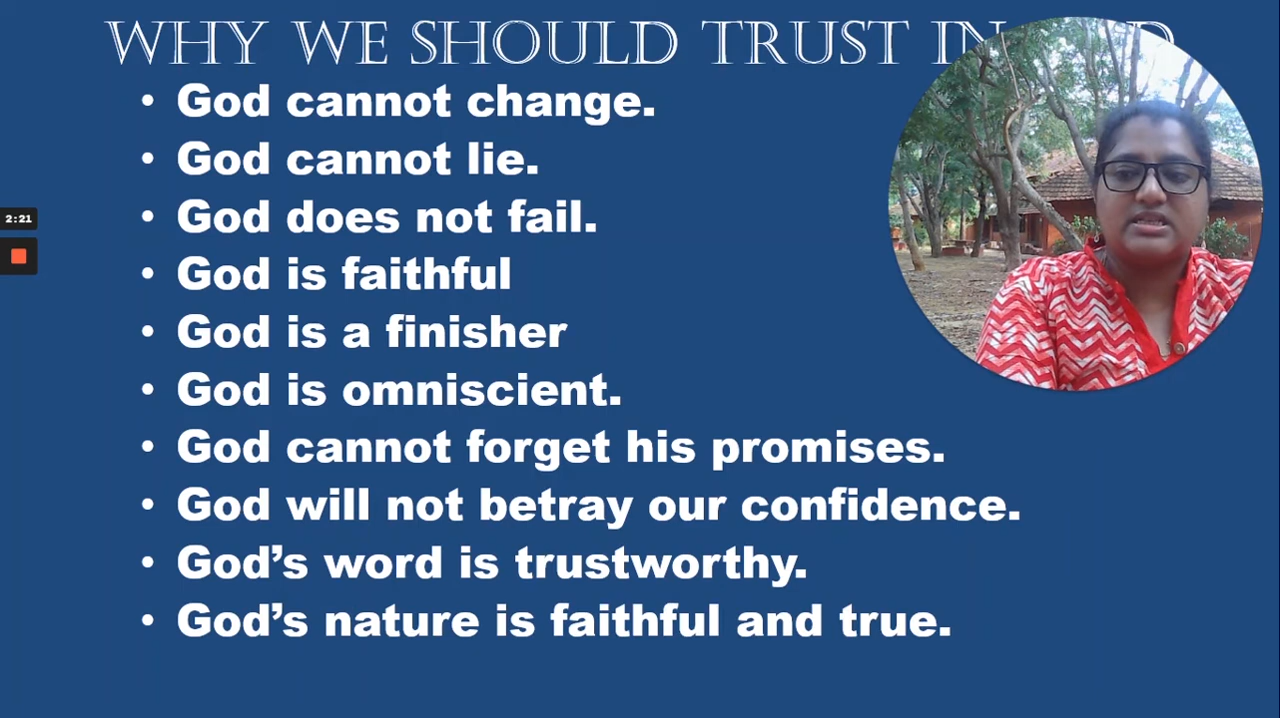 WHY WE SHOULD TRUST IN
• God cannot change.
• God cannot lie.
• God does not fail.
2:21
• God is faithful
• God is a finisher
• God is omniscient.
• God cannot forget his promises.
• God will not betray our confidence.
• God’s word is trustworthy.
• God’s nature is faithful and true.